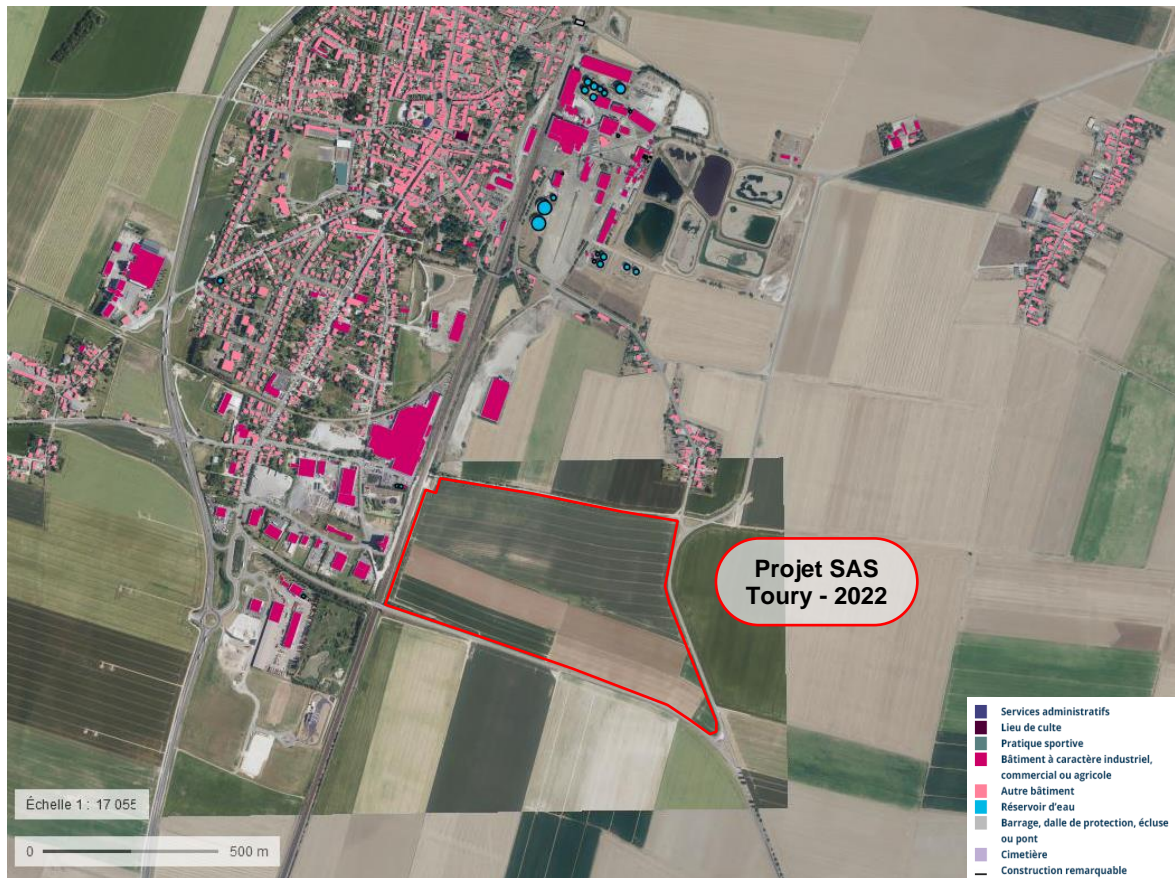 Projet SAS
Toury - 2022
Services administratifs
Lieu de culte
Pratique sportive
Bâtiment à caractère industriel,
commercial ou agricole
Autre bâtiment
Réservoir d'eau
Barrage, dalle de protection, écluse
ou pont
Cimetière
Construction remarquable
Échelle 1 : 17 055
0 500 m